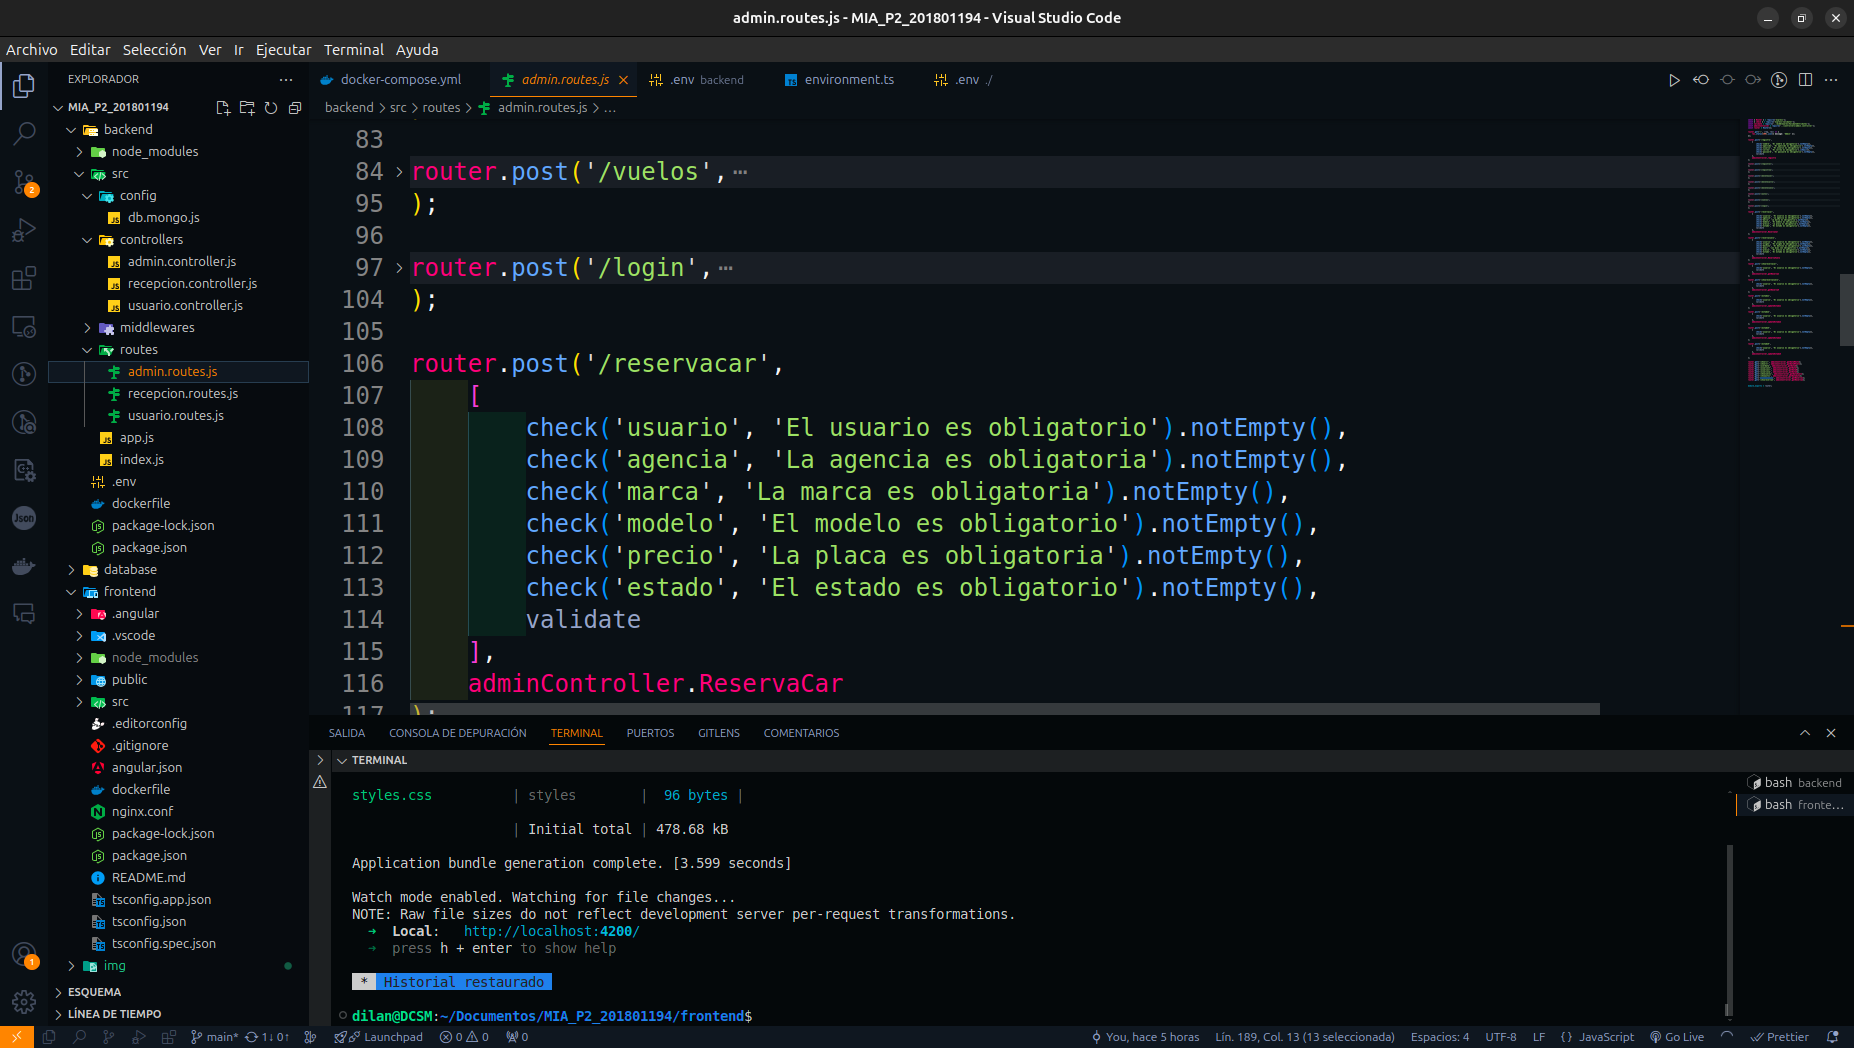 admin.routes.js - MIA_P2_201801194 - Visual Studio Code
Archivo Editar Selección Ver Ir Ejecutar Terminal Ayuda
EXPLORADOR
MIA_P2_201801194
backend
node_modules
src
config
db.mongo.js
controllers
admin.controller.js
recepcion.controller.js
usuario.controller.js
middlewares
routes
admin.routes.js
recepcion.routes.js
usuario.routes.js
app.js
index.js
.env
dockerfile
package-lock.json
package.json
database
frontend
.angular
.vscode
node_modules
public
src
.editorconfig
.gitignore
angular.json
dockerfile
nginx.conf
package-lock.json
package.json
README.md
tsconfig.app.json
tsconfig.json
tsconfig.spec.json
img
ESQUEMA
LÍNEA DE TIEMPO
2
Json
1
docker-compose.yml admin.routes.js .env backend environment.ts .env ./
backend > src > routes > admin.routes.js > ...
83
84 router.post('/vuelos', ...
95 );
96
97 router.post('/login', ...
104 );
105
106 router.post('/reservacar',
107 [
108 check('usuario', 'El usuario es obligatorio').notEmpty(),
109 check('agencia', 'La agencia es obligatoria').notEmpty(),
110 check('marca', 'La marca es obligatoria').notEmpty(),
111 check('modelo', 'El modelo es obligatorio').notEmpty(),
112 check('precio', 'La placa es obligatoria').notEmpty(),
113 check('estado', 'El estado es obligatorio').notEmpty(),
114 validate
115 ],
116 adminController.ReservaCar
117 );
SALIDA CONSOLA DE DEPURACIÓN TERMINAL PUERTOS GITLENS COMENTARIOS
TERMINAL
styles.css | styles | 96 bytes |
| Initial total | 478.68 kB
Application bundle generation complete. [3.599 seconds]
Watch mode enabled. Watching for file changes...
NOTE: Raw file sizes do not reflect development server per-request transformations.
➜ Local: http://localhost:4200/
➜ press h + enter to show help
* Historial restaurado
dilan@DCSM:~/Documentos/MIA_P2_201801194/frontend$
bash backend
bash fronte...
main* 1↓ 0↑ Launchpad 0 0 0 You, hace 5 horas Lín. 189, Col. 13 (13 seleccionada) Espacios: 4 UTF-8 LF {} JavaScript Go Live Prettier